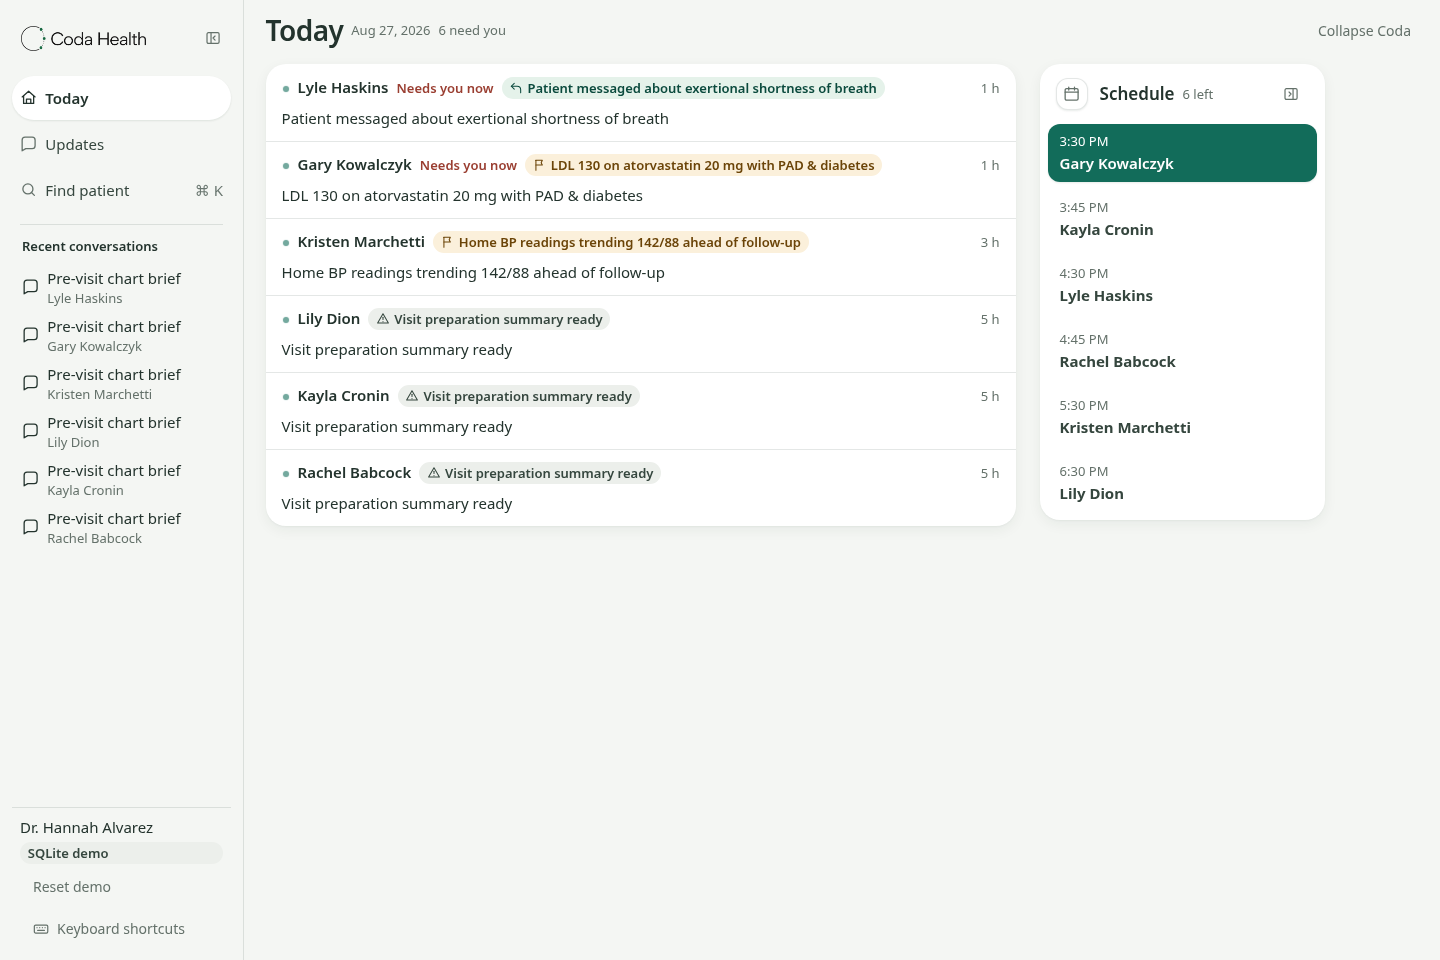 Coda Health
Today
Updates
Find patient ⌘ K
Recent conversations
Pre-visit chart brief
Lyle Haskins
Pre-visit chart brief
Gary Kowalczyk
Pre-visit chart brief
Kristen Marchetti
Pre-visit chart brief
Lily Dion
Pre-visit chart brief
Kayla Cronin
Pre-visit chart brief
Rachel Babcock
Dr. Hannah Alvarez
SQLite demo
Reset demo
Keyboard shortcuts
Today Aug 27, 2026 6 need you
Collapse Coda
Lyle Haskins Needs you now Patient messaged about exertional shortness of breath 1 h
Patient messaged about exertional shortness of breath
Gary Kowalczyk Needs you now LDL 130 on atorvastatin 20 mg with PAD & diabetes 1 h
LDL 130 on atorvastatin 20 mg with PAD & diabetes
Kristen Marchetti Home BP readings trending 142/88 ahead of follow-up 3 h
Home BP readings trending 142/88 ahead of follow-up
Lily Dion Visit preparation summary ready 5 h
Visit preparation summary ready
Kayla Cronin Visit preparation summary ready 5 h
Visit preparation summary ready
Rachel Babcock Visit preparation summary ready 5 h
Visit preparation summary ready
Schedule 6 left
3:30 PM
Gary Kowalczyk
3:45 PM
Kayla Cronin
4:30 PM
Lyle Haskins
4:45 PM
Rachel Babcock
5:30 PM
Kristen Marchetti
6:30 PM
Lily Dion